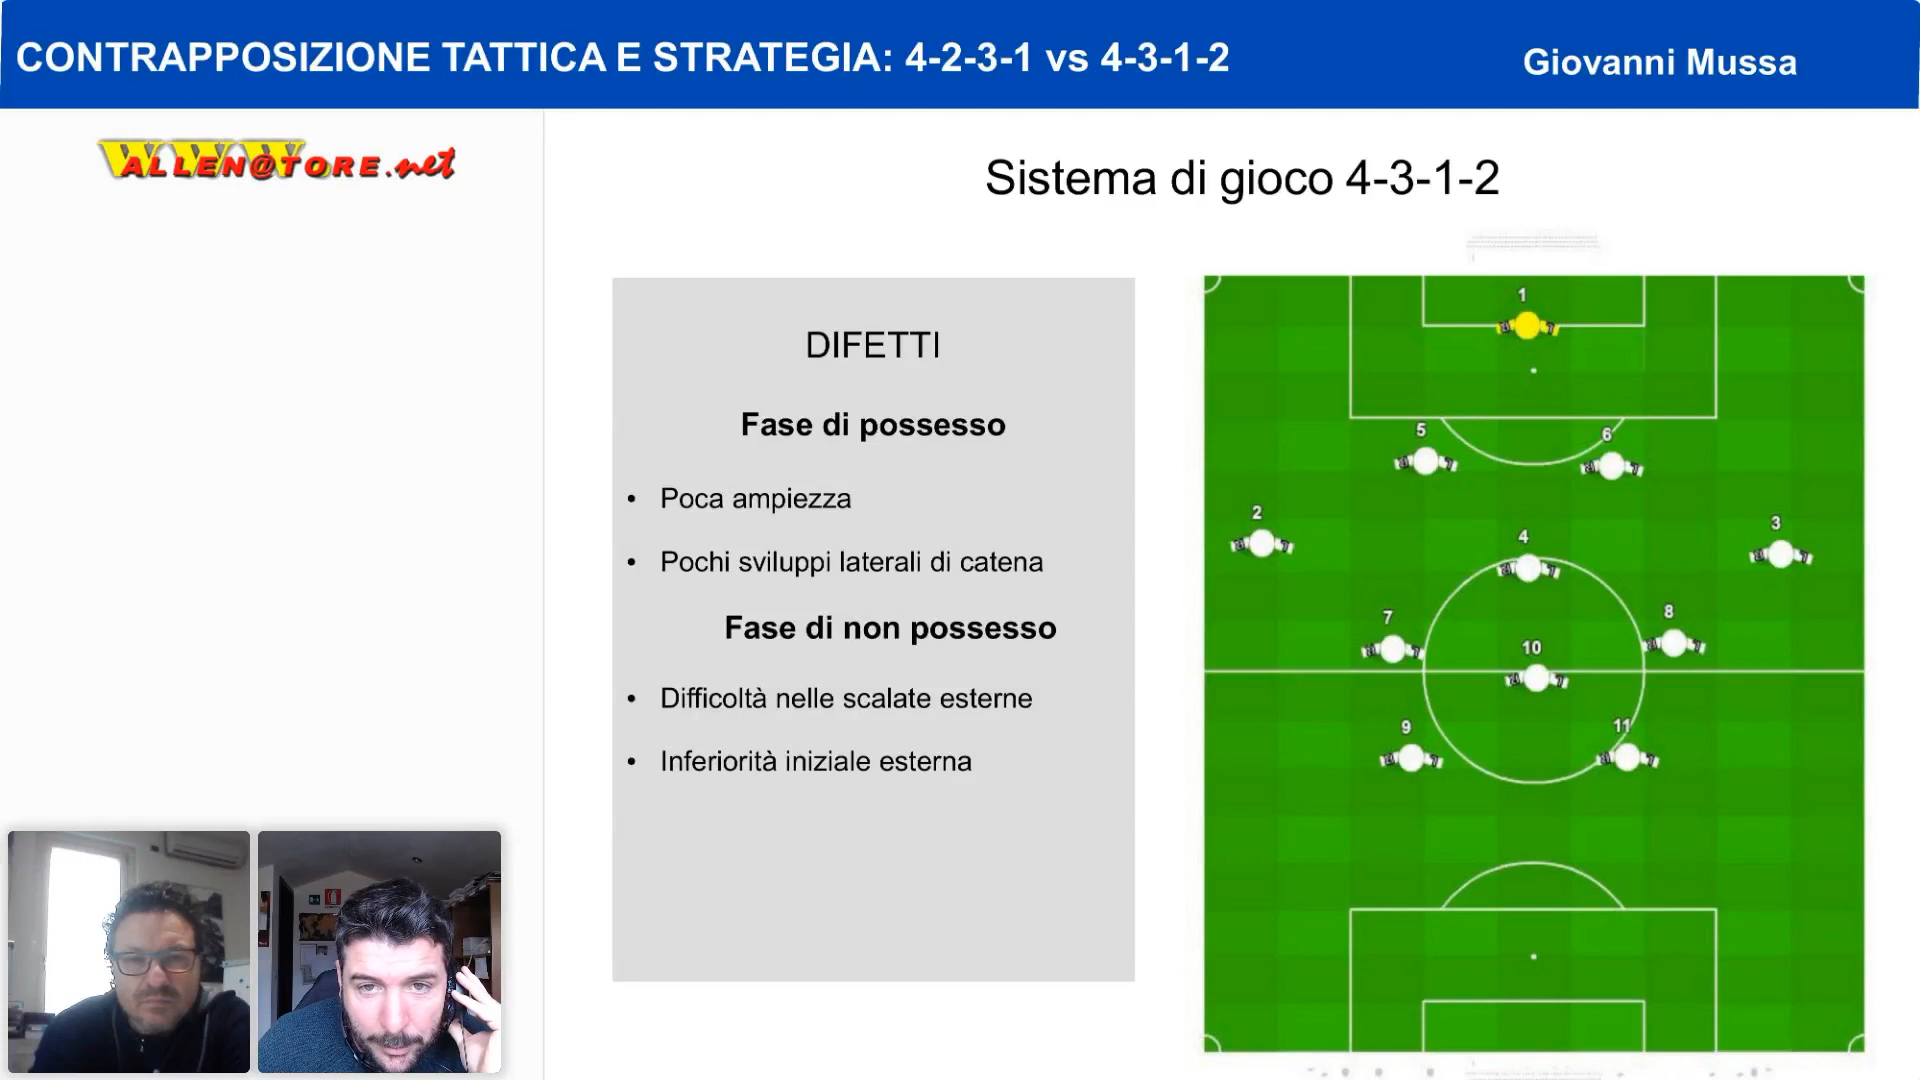 CONTRAPPOSIZIONE TATTICA E STRATEGIA: 4-2-3-1 vs 4-3-1-2
Giovanni Mussa
WWW
ALLEN@TORE.net
Sistema di gioco 4-3-1-2
DIFETTI
Fase di possesso
• Poca ampiezza
• Pochi sviluppi laterali di catena
Fase di non possesso
• Difficoltà nelle scalate esterne
• Inferiorità iniziale esterna
1
5
6
2
3
4
7
8
10
9
11